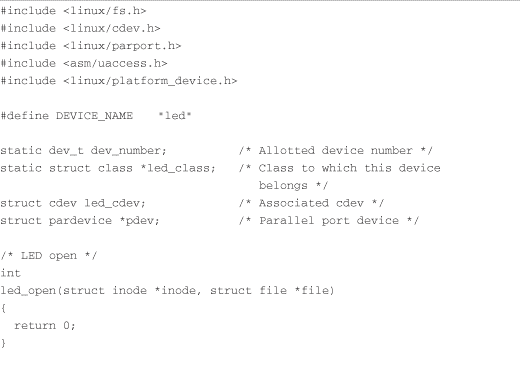 #include <linux/fs.h>
#include <linux/cdev.h>
#include <linux/parport.h>
#include <asm/uaccess.h>
#include <linux/platform_device.h>

#define DEVICE_NAME    "led"

static dev_t dev_number;          /* Allotted device number */
static struct class *led_class;   /* Class to which this device
                                     belongs */
struct cdev led_cdev;             /* Associated cdev */
struct pardevice *pdev;           /* Parallel port device */

/* LED open */
int
led_open(struct inode *inode, struct file *file)
{
  return 0;
}